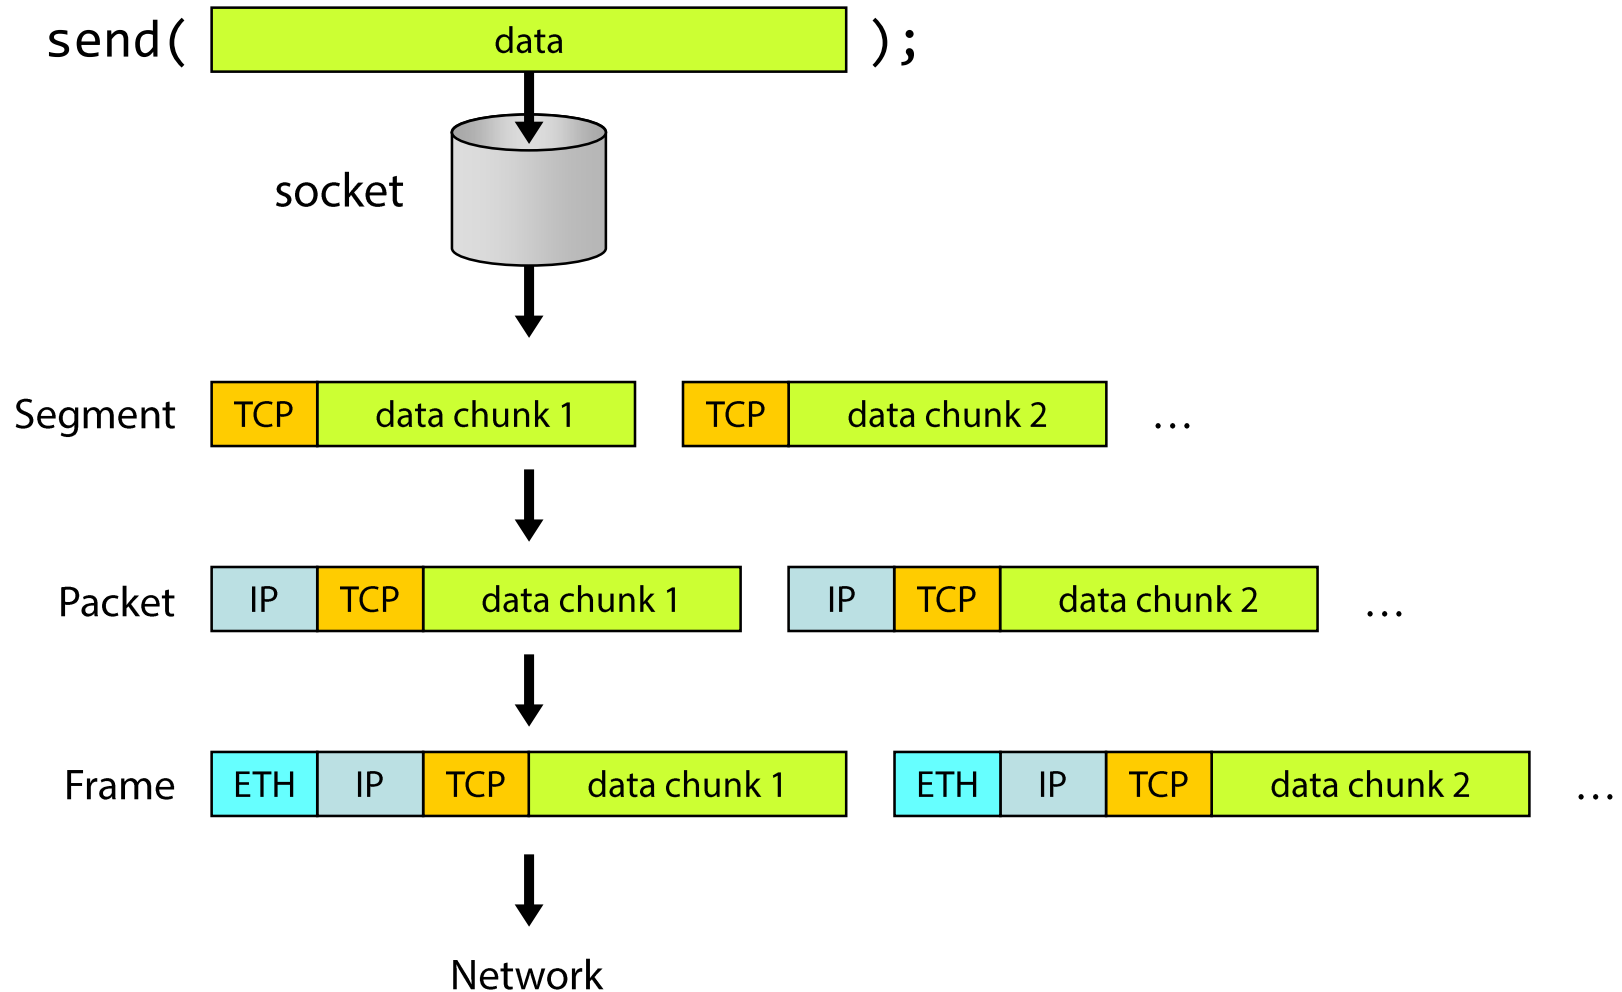 send( data );
socket
Segment TCP data chunk 1 TCP data chunk 2 ...
Packet IP TCP data chunk 1 IP TCP data chunk 2 ...
Frame ETH IP TCP data chunk 1 ETH IP TCP data chunk 2 ...
Network